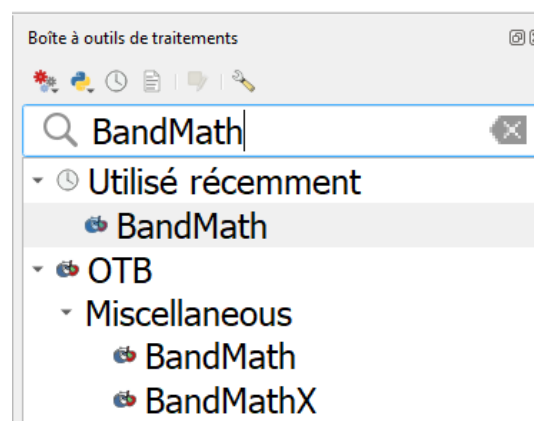 Boîte à outils de traitements
BandMath
Utilisé récemment
BandMath
OTB
Miscellaneous
BandMath
BandMathX